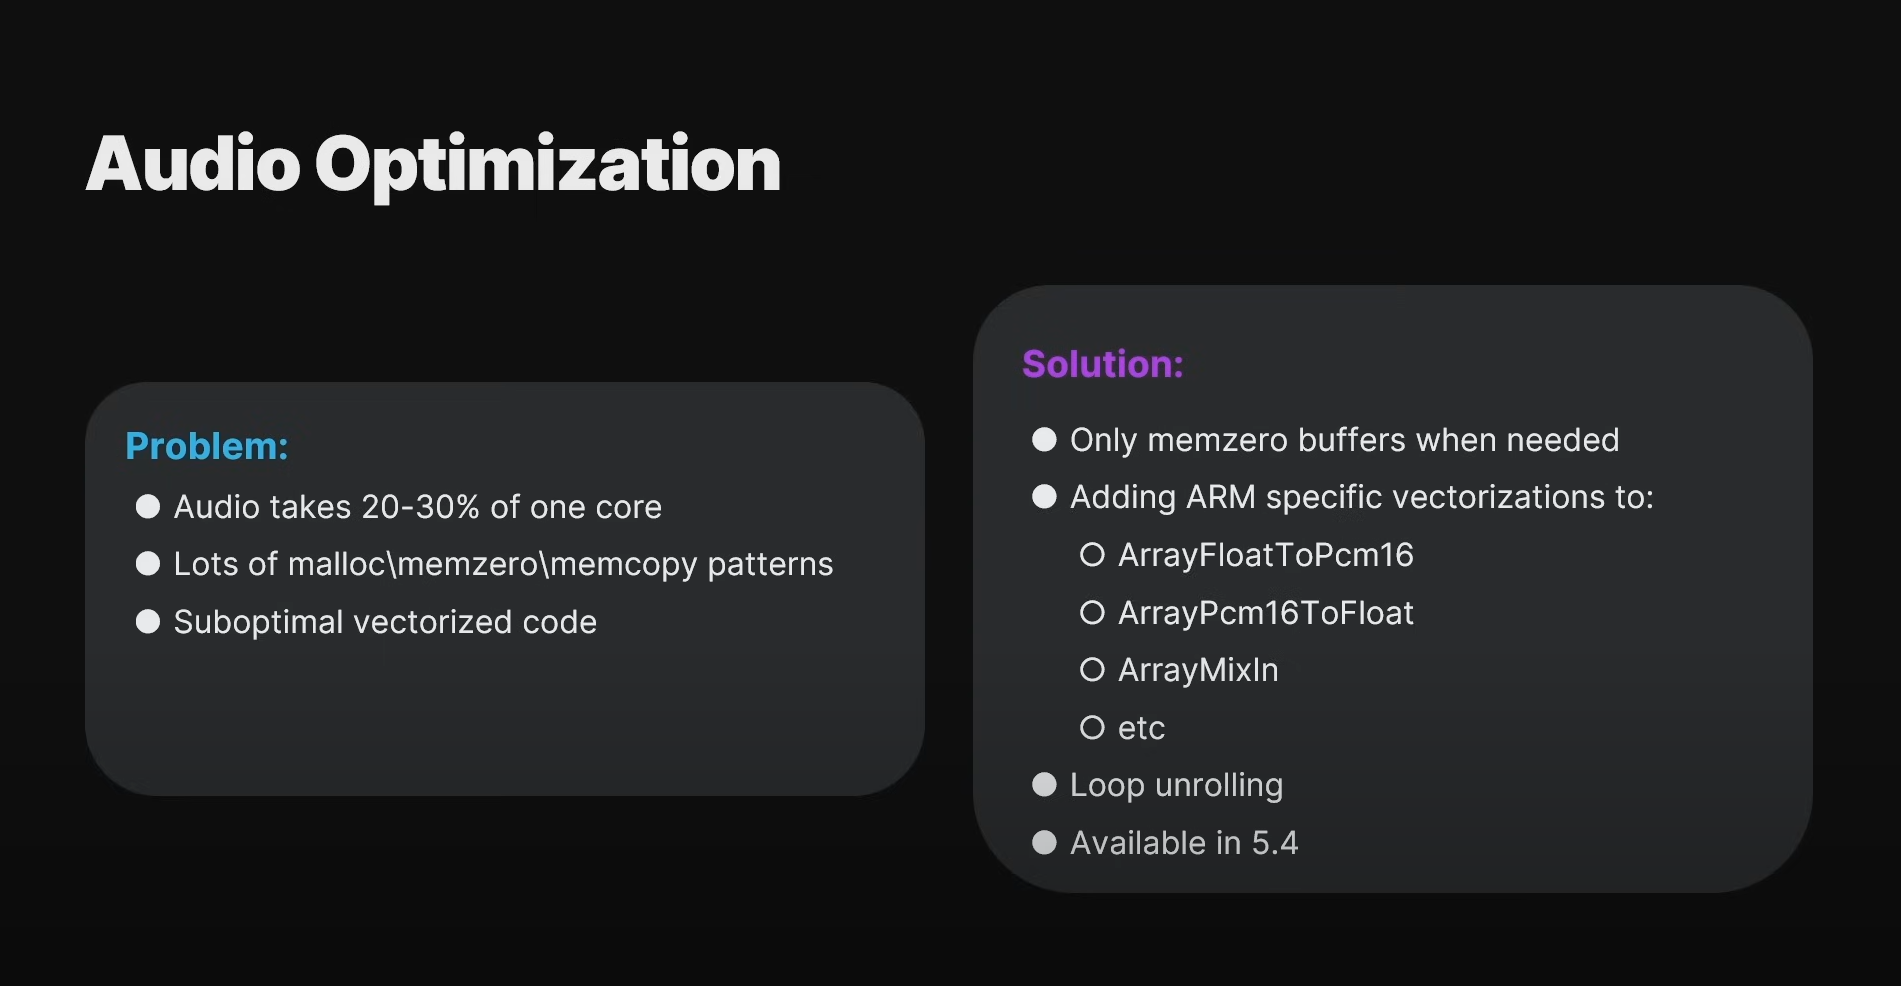 Audio Optimization
Problem:
Audio takes 20-30% of one core
Lots of malloc\memzero\memcopy patterns
Suboptimal vectorized code
Solution:
Only memzero buffers when needed
Adding ARM specific vectorizations to:
ArrayFloatToPcm16
ArrayPcm16ToFloat
ArrayMixIn
etc
Loop unrolling
Available in 5.4